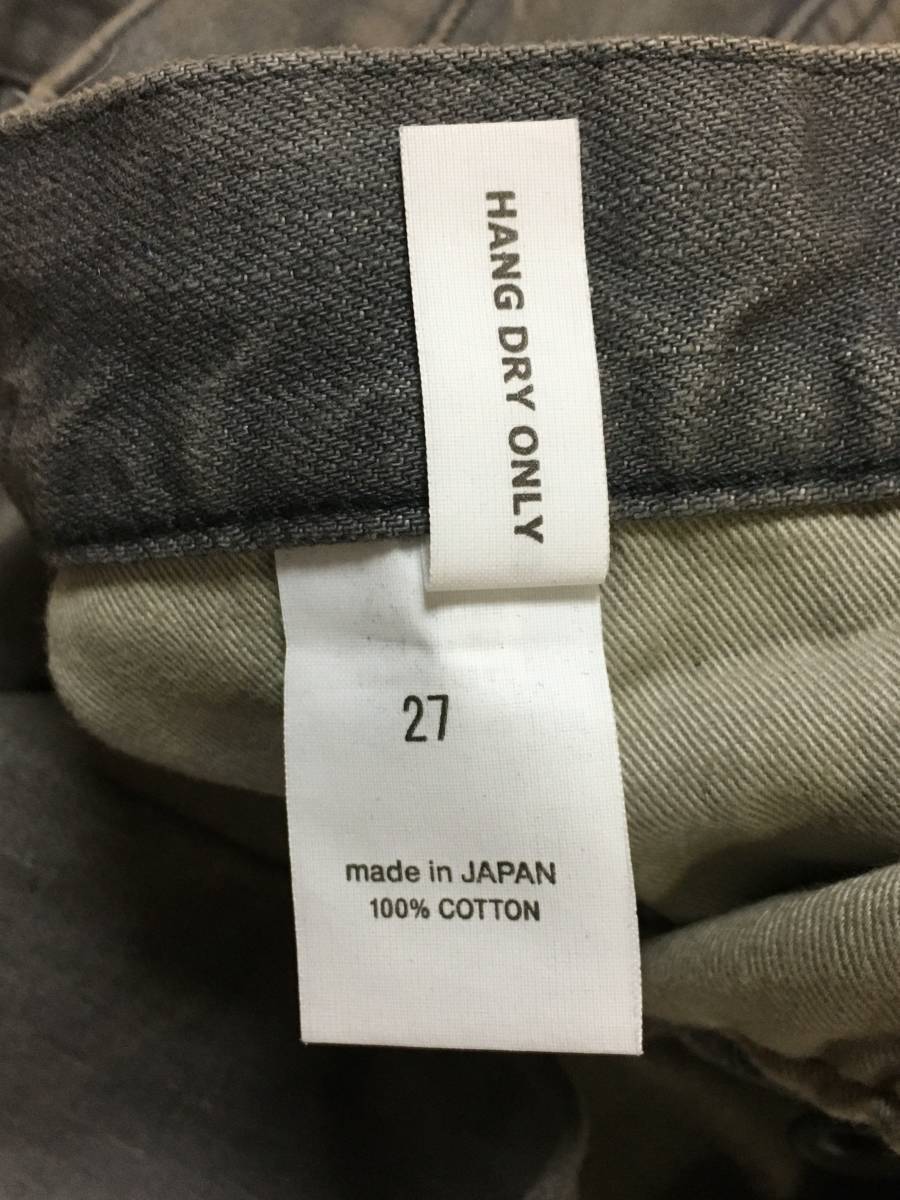 HANG DRY ONLY
27
made in JAPAN
100% COTTON